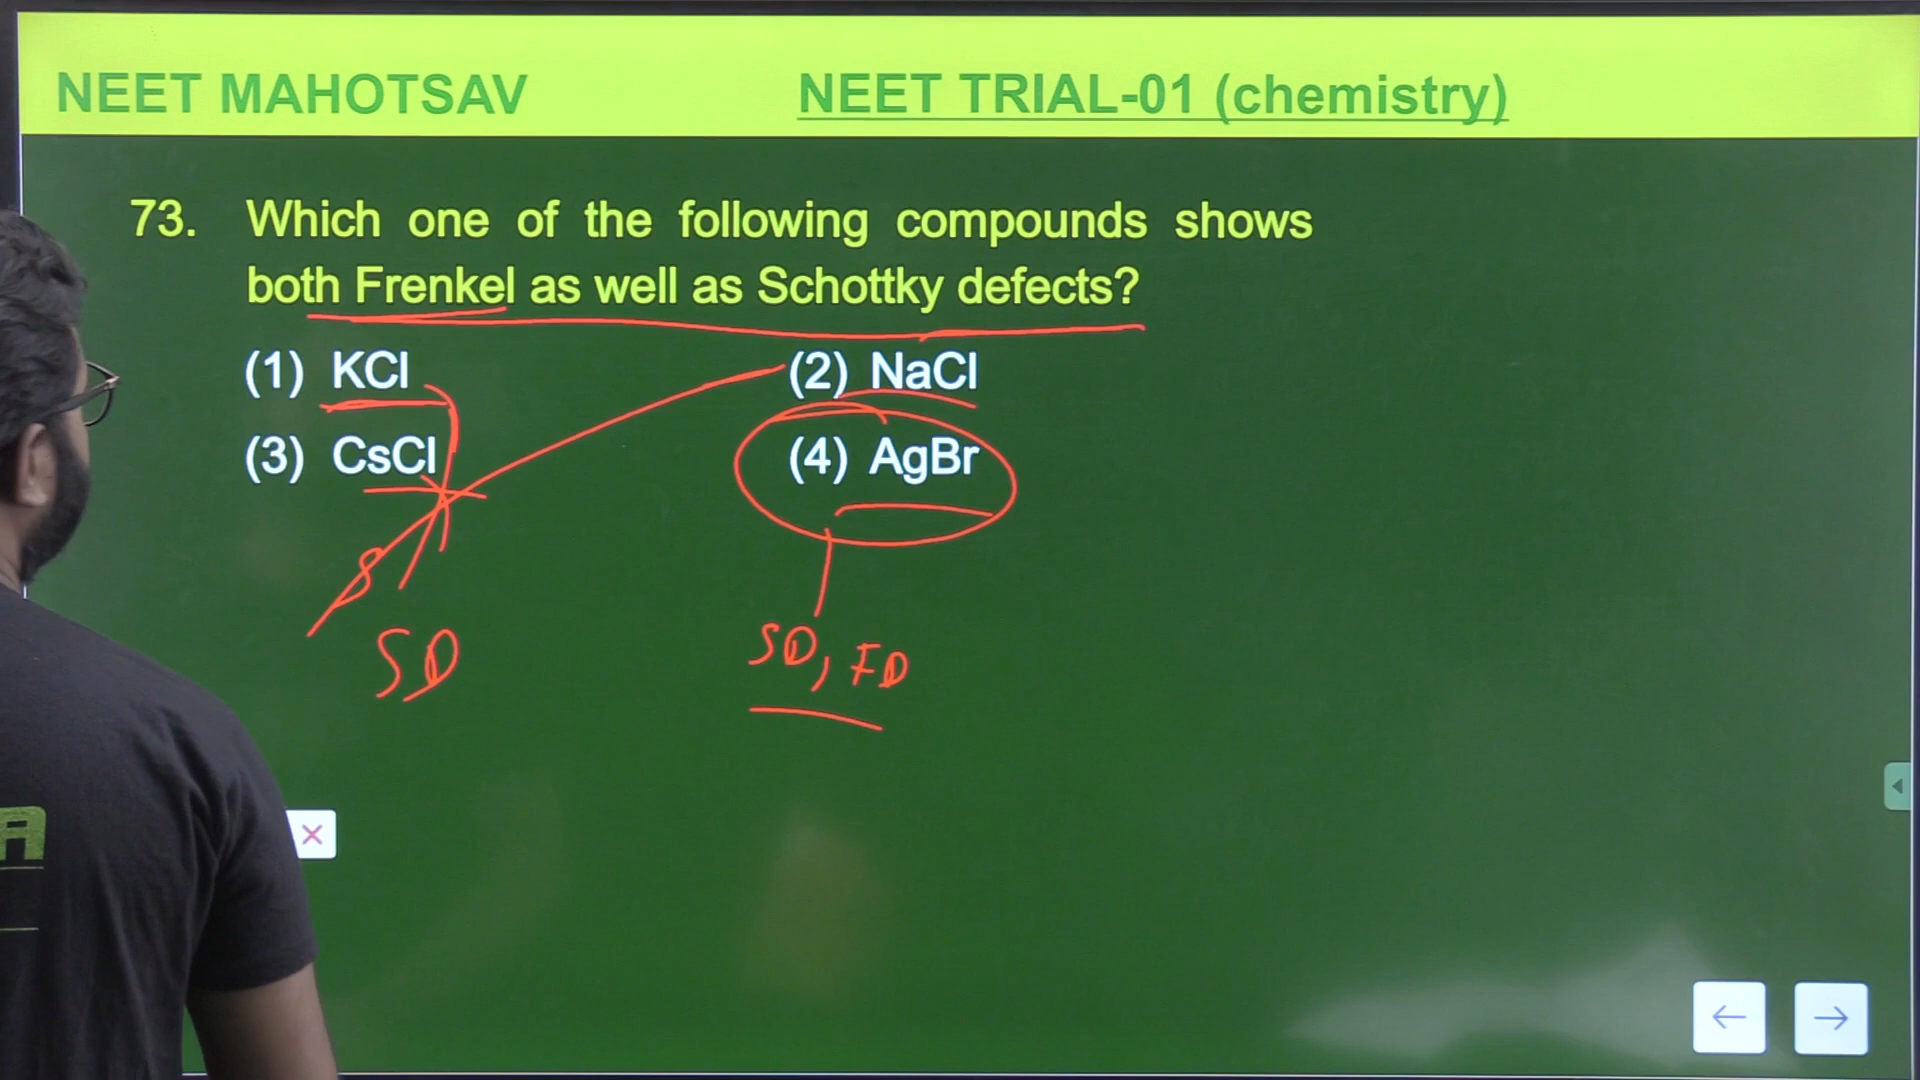 NEET MAHOTSAV NEET TRIAL-01 (chemistry)
73. Which one of the following compounds shows
both Frenkel as well as Schottky defects?
(1) KCl (2) NaCl
(3) CsCl (4) AgBr
SD
SD, FD
A